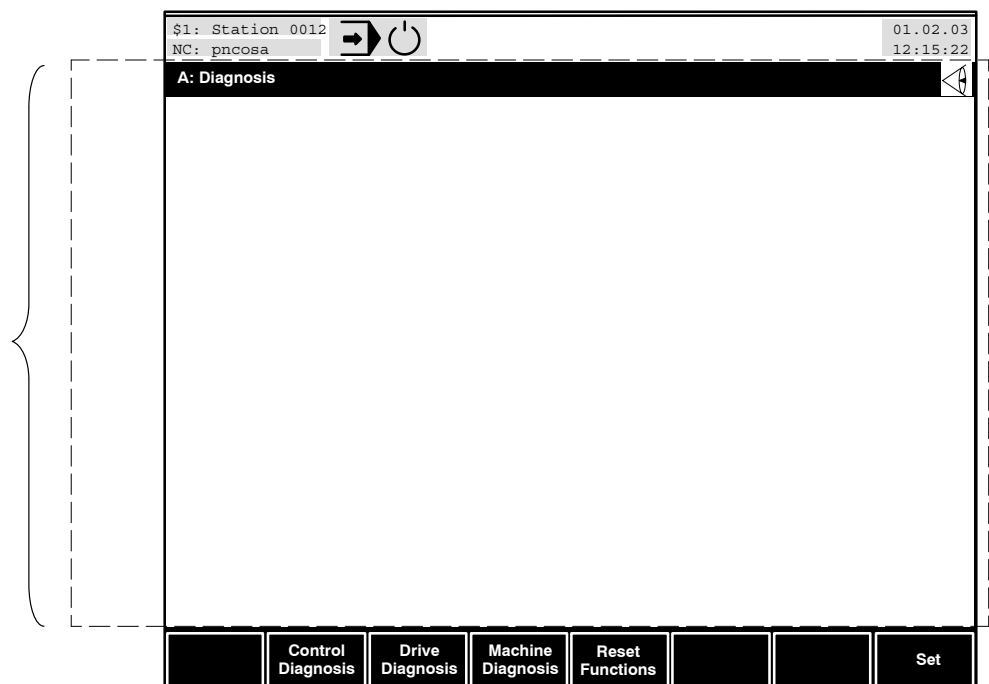 $1: Station 0012
NC: pncosa
01.02.03
12:15:22
A: Diagnosis
Control
Diagnosis
Drive
Diagnosis
Machine
Diagnosis
Reset
Functions
Set